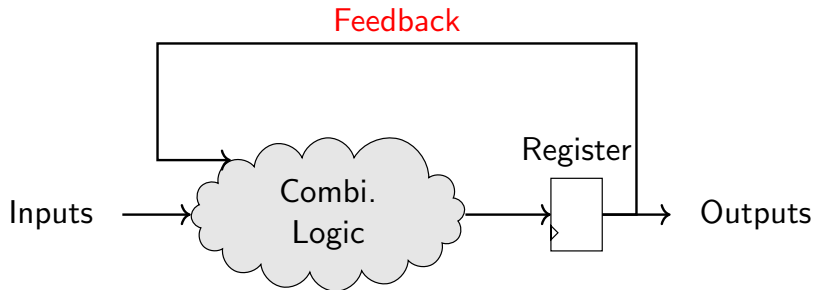 Feedback
Register
Combi.
Logic
Inputs
Outputs